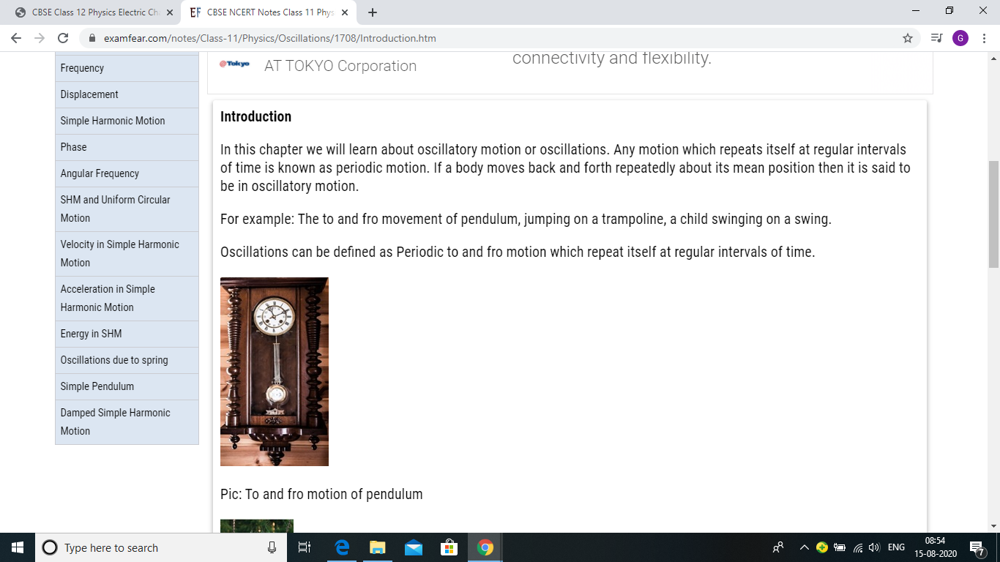 CBSE Class 12 Physics Electric Ch
CBSE NCERT Notes Class 11 Phys
examfear.com/notes/Class-11/Physics/Oscillations/1708/Introduction.htm
G
Frequency
Displacement
Simple Harmonic Motion
Phase
Angular Frequency
SHM and Uniform Circular
Motion
Velocity in Simple Harmonic
Motion
Acceleration in Simple
Harmonic Motion
Energy in SHM
Oscillations due to spring
Simple Pendulum
Damped Simple Harmonic
Motion
@Tokyo
AT TOKYO Corporation
connectivity and flexibility.
Introduction
In this chapter we will learn about oscillatory motion or oscillations. Any motion which repeats itself at regular intervals
of time is known as periodic motion. If a body moves back and forth repeatedly about its mean position then it is said to
be in oscillatory motion.
For example: The to and fro movement of pendulum, jumping on a trampoline, a child swinging on a swing.
Oscillations can be defined as Periodic to and fro motion which repeat itself at regular intervals of time.
Pic: To and fro motion of pendulum
Type here to search
ENG
08:54
15-08-2020
7